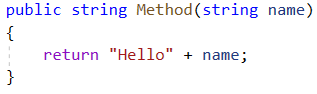 public string Method(string name)
{
    return "Hello" + name;
}